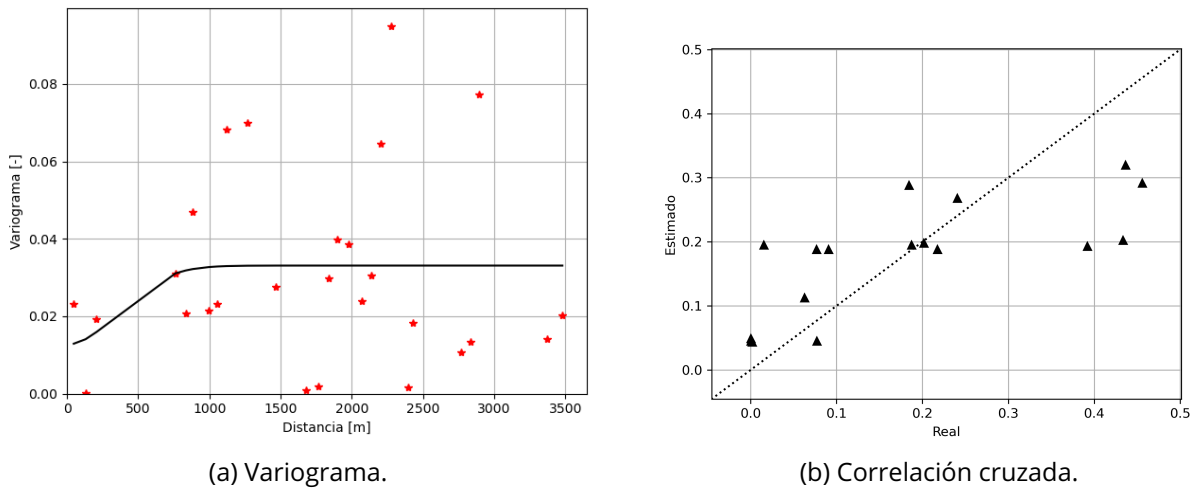 0.08
0.06
0.04
0.02
0.00
Variograma [-]
0 500 1000 1500 2000 2500 3000 3500
Distancia [m]
(a) Variograma.
0.5
0.4
0.3
0.2
0.1
0.0
Estimado
0.0 0.1 0.2 0.3 0.4 0.5
Real
(b) Correlación cruzada.